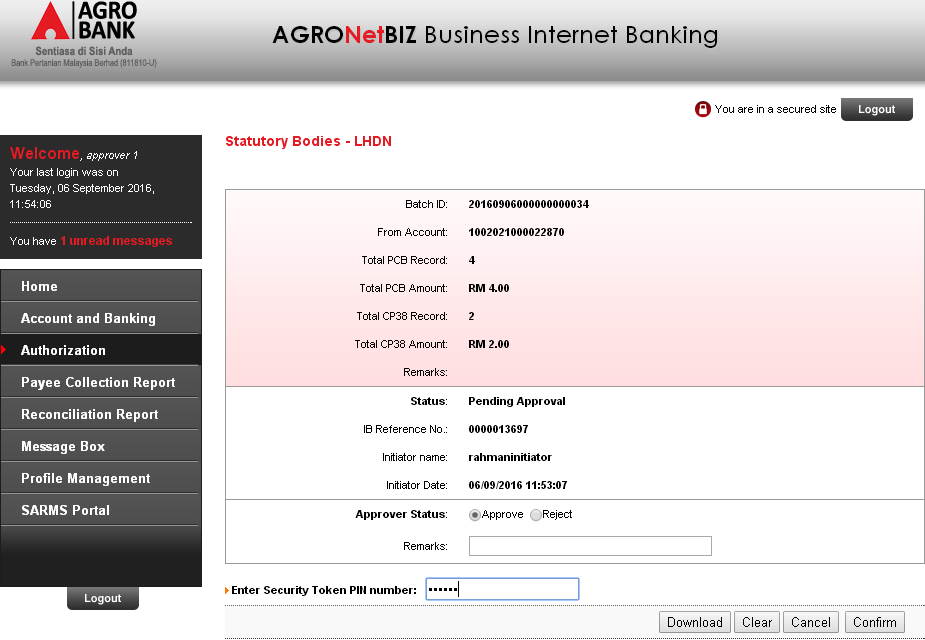 AGRO
BANK
Sentiasa di Sisi Anda
Bank Pertanian Malaysia Berhad (811810-U)
AGRONetBIZ Business Internet Banking
You are in a secured site
Logout
Welcome, approver 1
Your last login was on
Tuesday, 06 September 2016,
11:54:06
You have 1 unread messages
Home
Account and Banking
Authorization
Payee Collection Report
Reconciliation Report
Message Box
Profile Management
SARMS Portal
Logout
Statutory Bodies - LHDN
Batch ID: 20160906000000000034
From Account: 1002021000022870
Total PCB Record: 4
Total PCB Amount: RM 4.00
Total CP38 Record: 2
Total CP38 Amount: RM 2.00
Remarks:
Status: Pending Approval
IB Reference No.: 0000013697
Initiator name: rahmaninitiator
Initiator Date: 06/09/2016 11:53:07
Approver Status: Approve Reject
Remarks:
Enter Security Token PIN number: ••••••
Download Clear Cancel Confirm